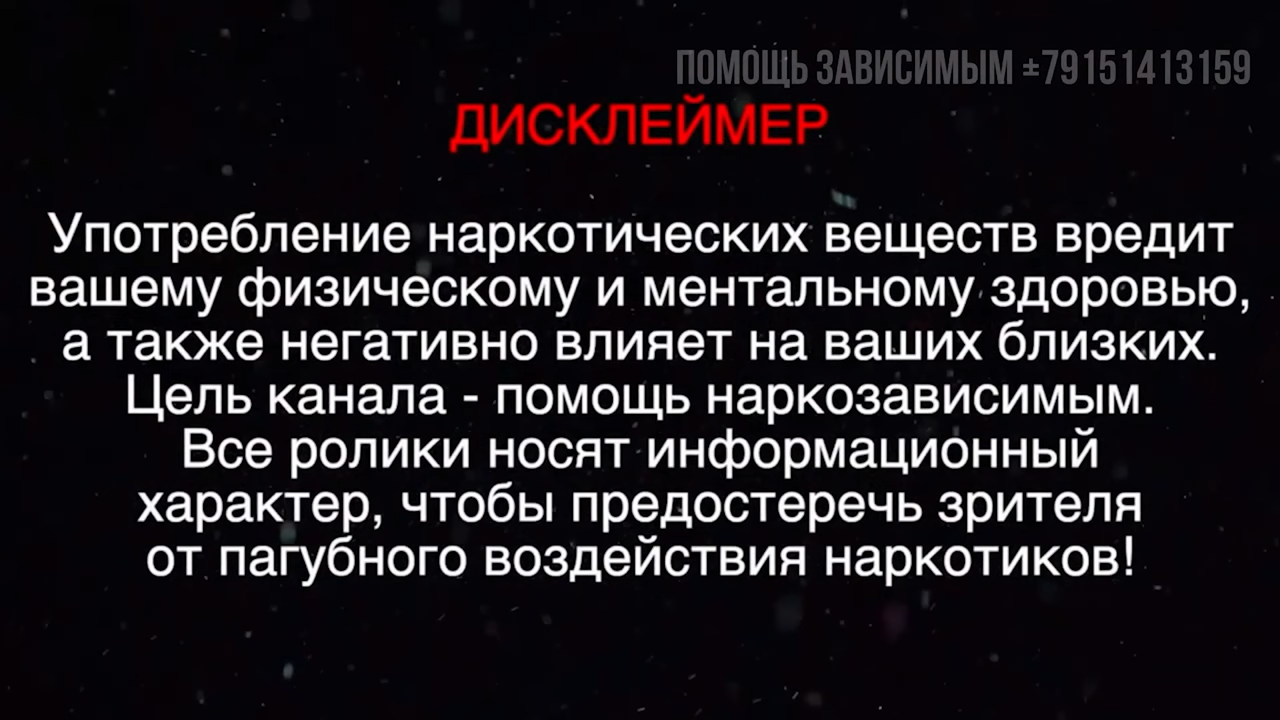 ПОМОЩЬ ЗАВИСИМЫМ ±79151413159
ДИСКЛЕЙМЕР
Употребление наркотических веществ вредит
вашему физическому и ментальному здоровью,
а также негативно влияет на ваших близких.
Цель канала - помощь наркозависимым.
Все ролики носят информационный
характер, чтобы предостеречь зрителя
от пагубного воздействия наркотиков!